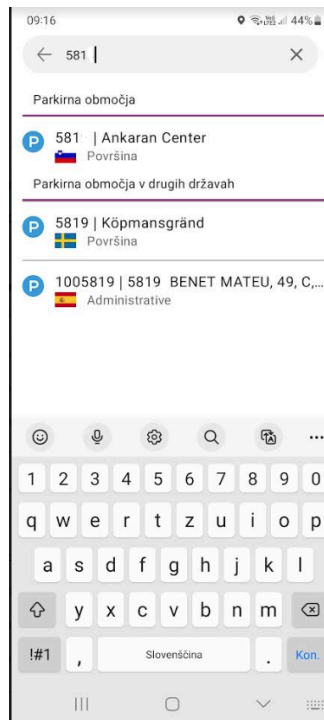 09:16
44%
581
Parkirna območja
P
581 | Ankaran Center
Površina
Parkirna območja v drugih državah
P
5819 | Köpmansgränd
Površina
P
1005819 | 5819 BENET MATEU, 49, C,...
Administrative
1 2 3 4 5 6 7 8 9 0
q w e r t z u i o p
a s d f g h j k l
y x c v b n m
!#1 , Slovenščina . Kon.